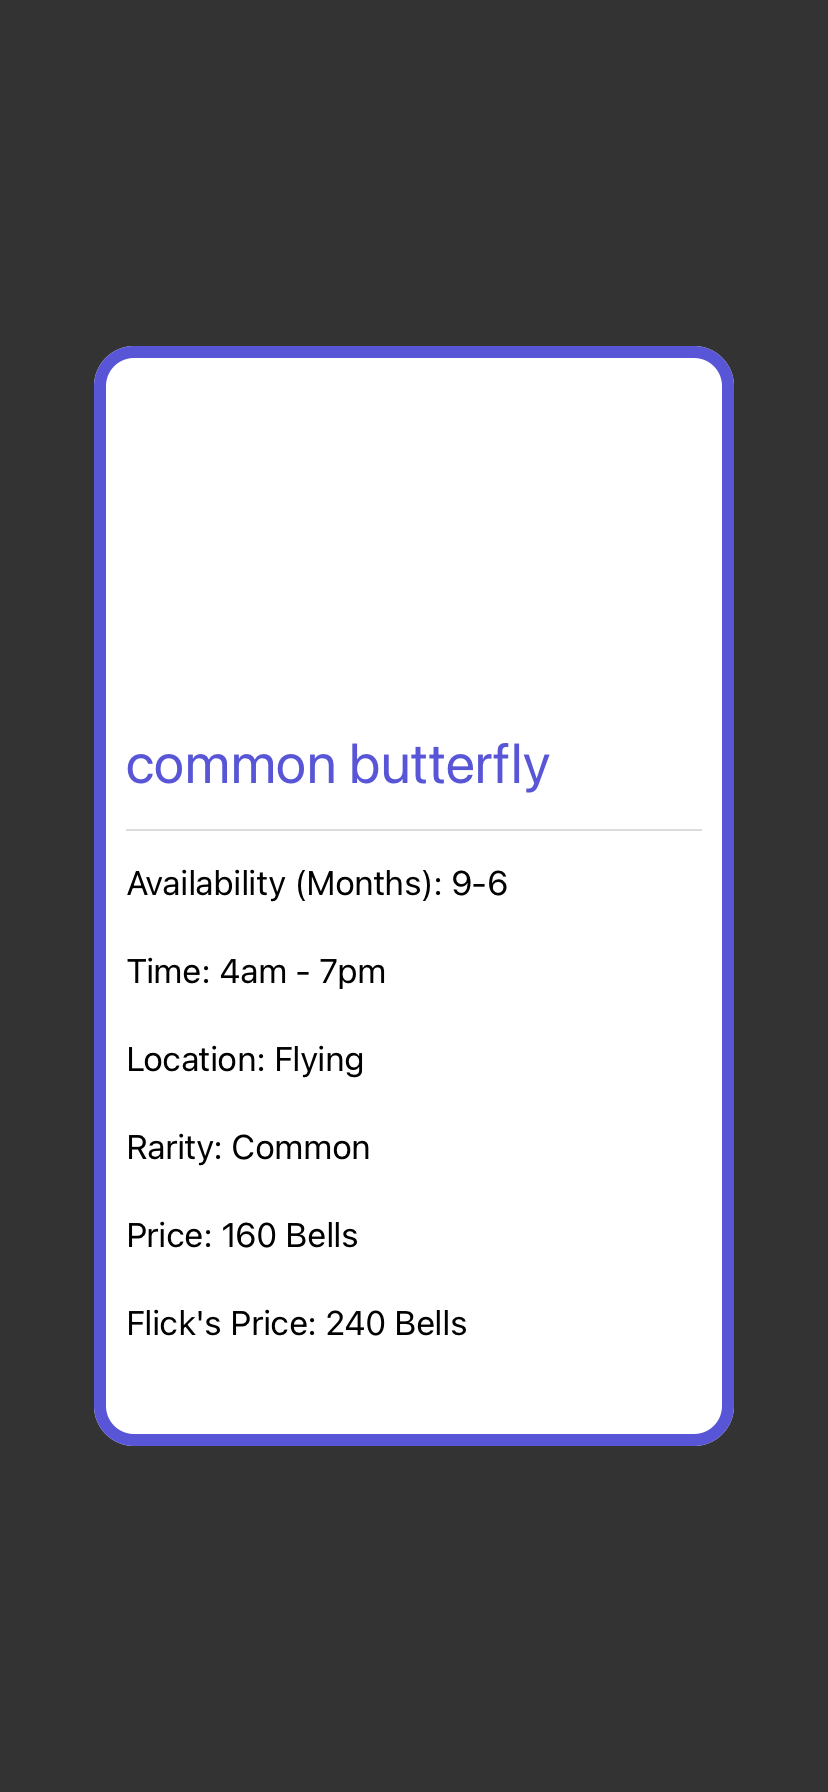 common butterfly
Availability (Months): 9-6
Time: 4am - 7pm
Location: Flying
Rarity: Common
Price: 160 Bells
Flick's Price: 240 Bells